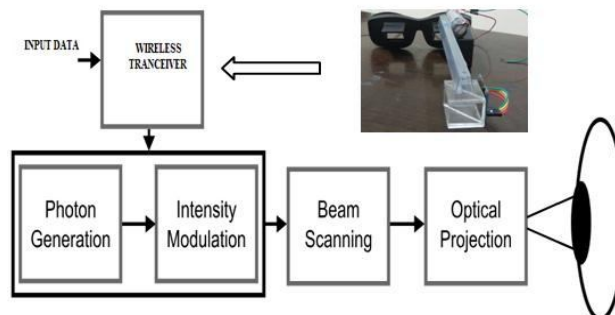 INPUT DATA
WIRELESS
TRANCEIVER
Photon
Generation
Intensity
Modulation
Beam
Scanning
Optical
Projection